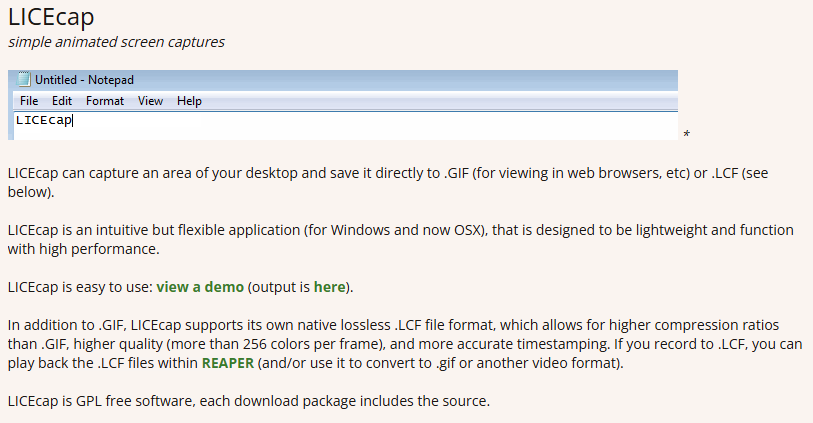 LICEcap
simple animated screen captures
Untitled - Notepad
File Edit Format View Help
LICEcap
*
LICEcap can capture an area of your desktop and save it directly to .GIF (for viewing in web browsers, etc) or .LCF (see
below).
LICEcap is an intuitive but flexible application (for Windows and now OSX), that is designed to be lightweight and function
with high performance.
LICEcap is easy to use: view a demo (output is here).
In addition to .GIF, LICEcap supports its own native lossless .LCF file format, which allows for higher compression ratios
than .GIF, higher quality (more than 256 colors per frame), and more accurate timestamping. If you record to .LCF, you can
play back the .LCF files within REAPER (and/or use it to convert to .gif or another video format).
LICEcap is GPL free software, each download package includes the source.